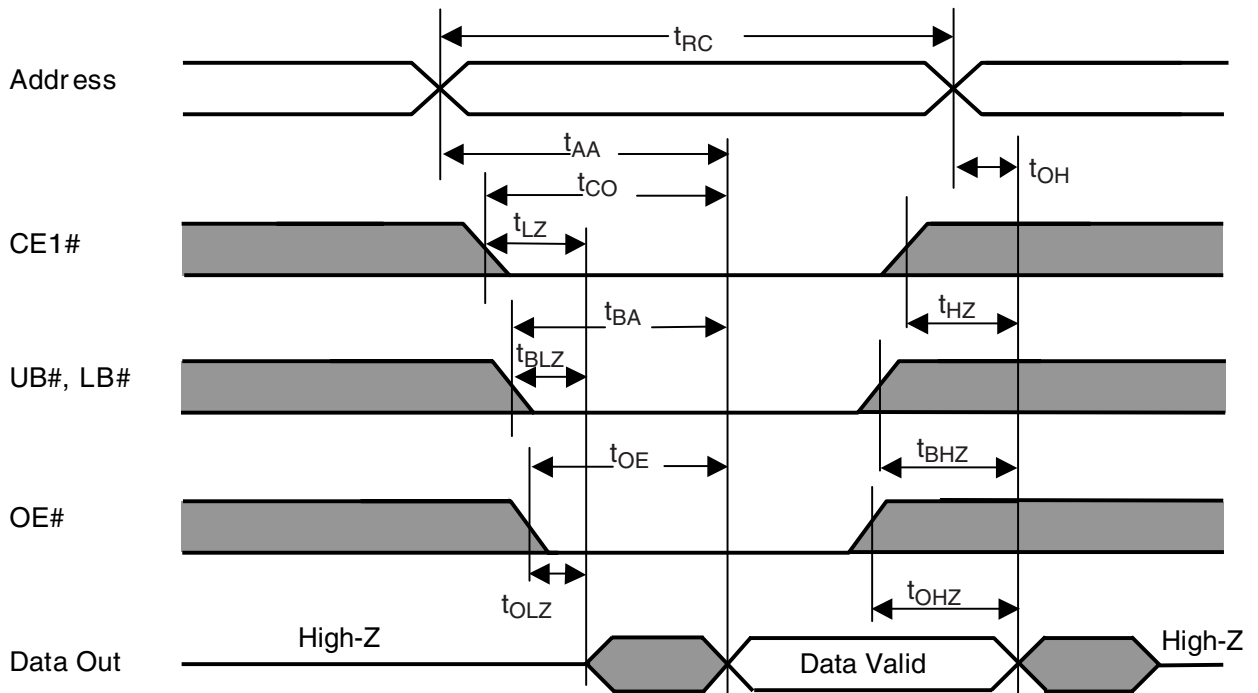 tRC
Address
tAA
tOH
tCO
CE1#
tLZ
tHZ
tBA
UB#, LB#
tBLZ
tBHZ
tOE
OE#
tOLZ
tOHZ
High-Z
High-Z
Data Out
Data Valid